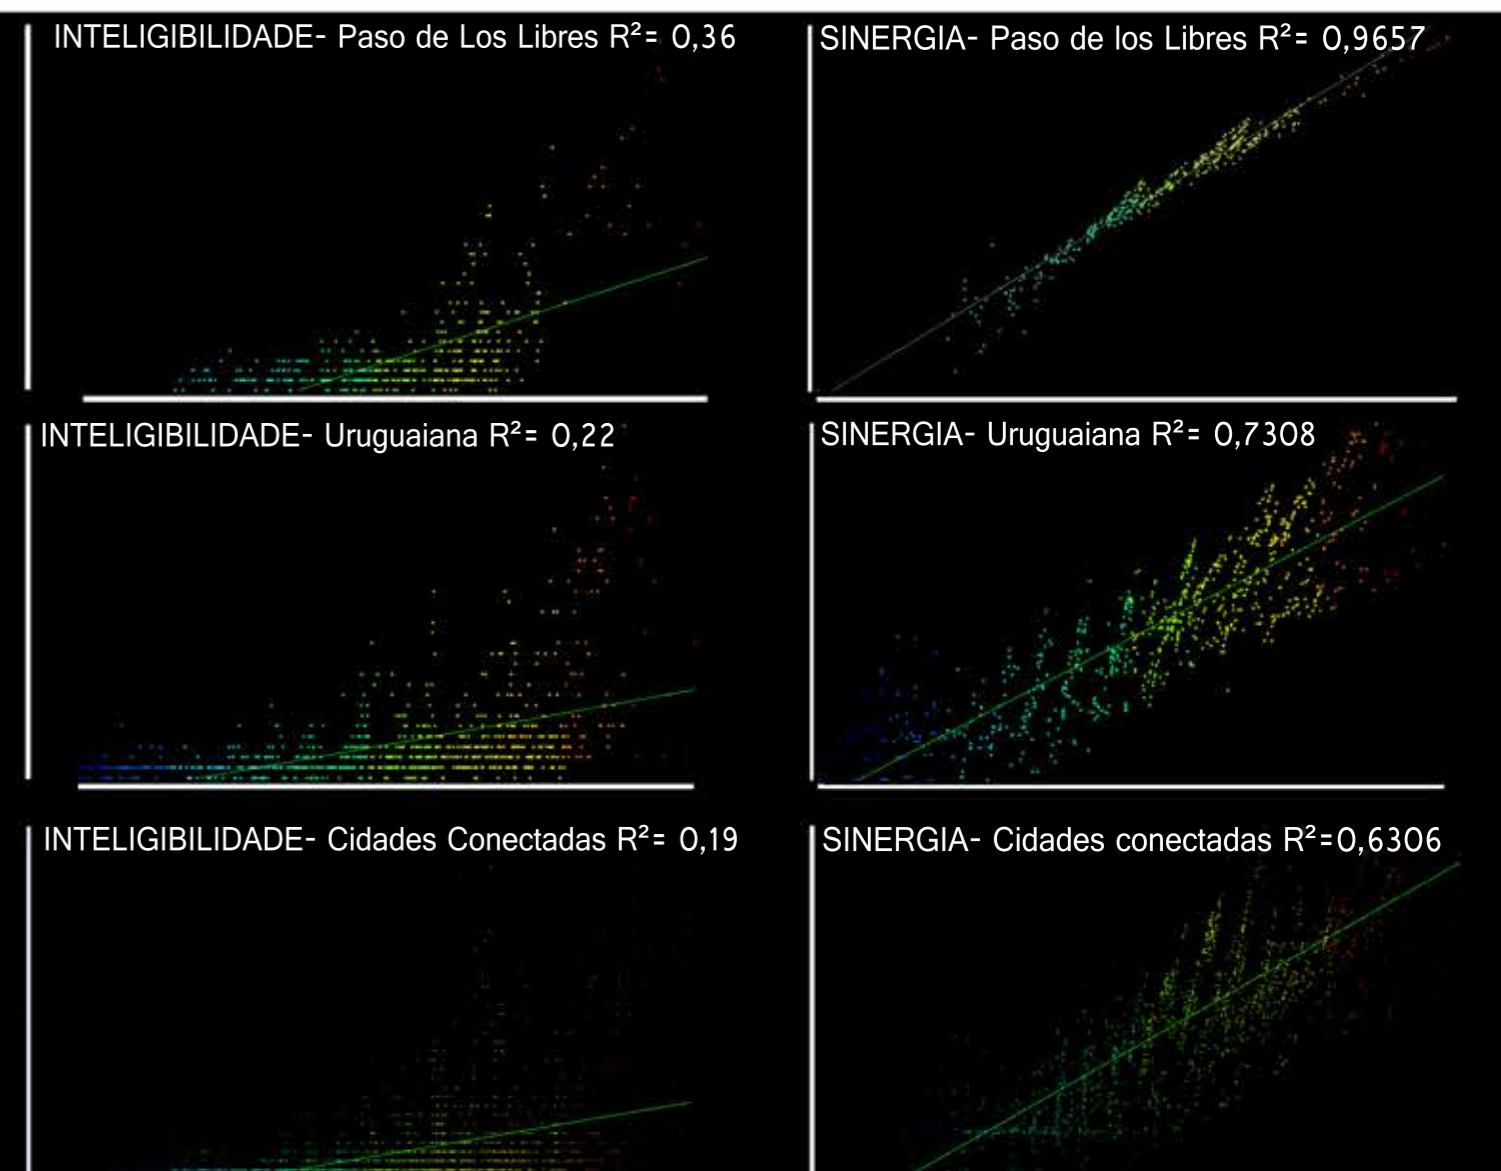 INTELIGIBILIDADE- Paso de Los Libres R²= 0,36
SINERGIA- Paso de los Libres R²= 0,9657
INTELIGIBILIDADE- Uruguaiana R²= 0,22
SINERGIA- Uruguaiana R²= 0,7308
INTELIGIBILIDADE- Cidades Conectadas R²= 0,19
SINERGIA- Cidades conectadas R²=0,6306